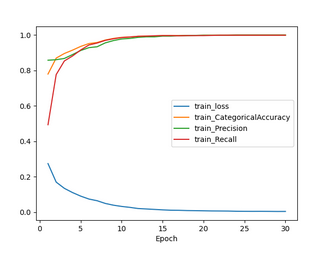 1.0
0.8
0.6
0.4
0.2
0.0
train_loss
train_CategoricalAccuracy
train_Precision
train_Recall
0 5 10 15 20 25 30
Epoch